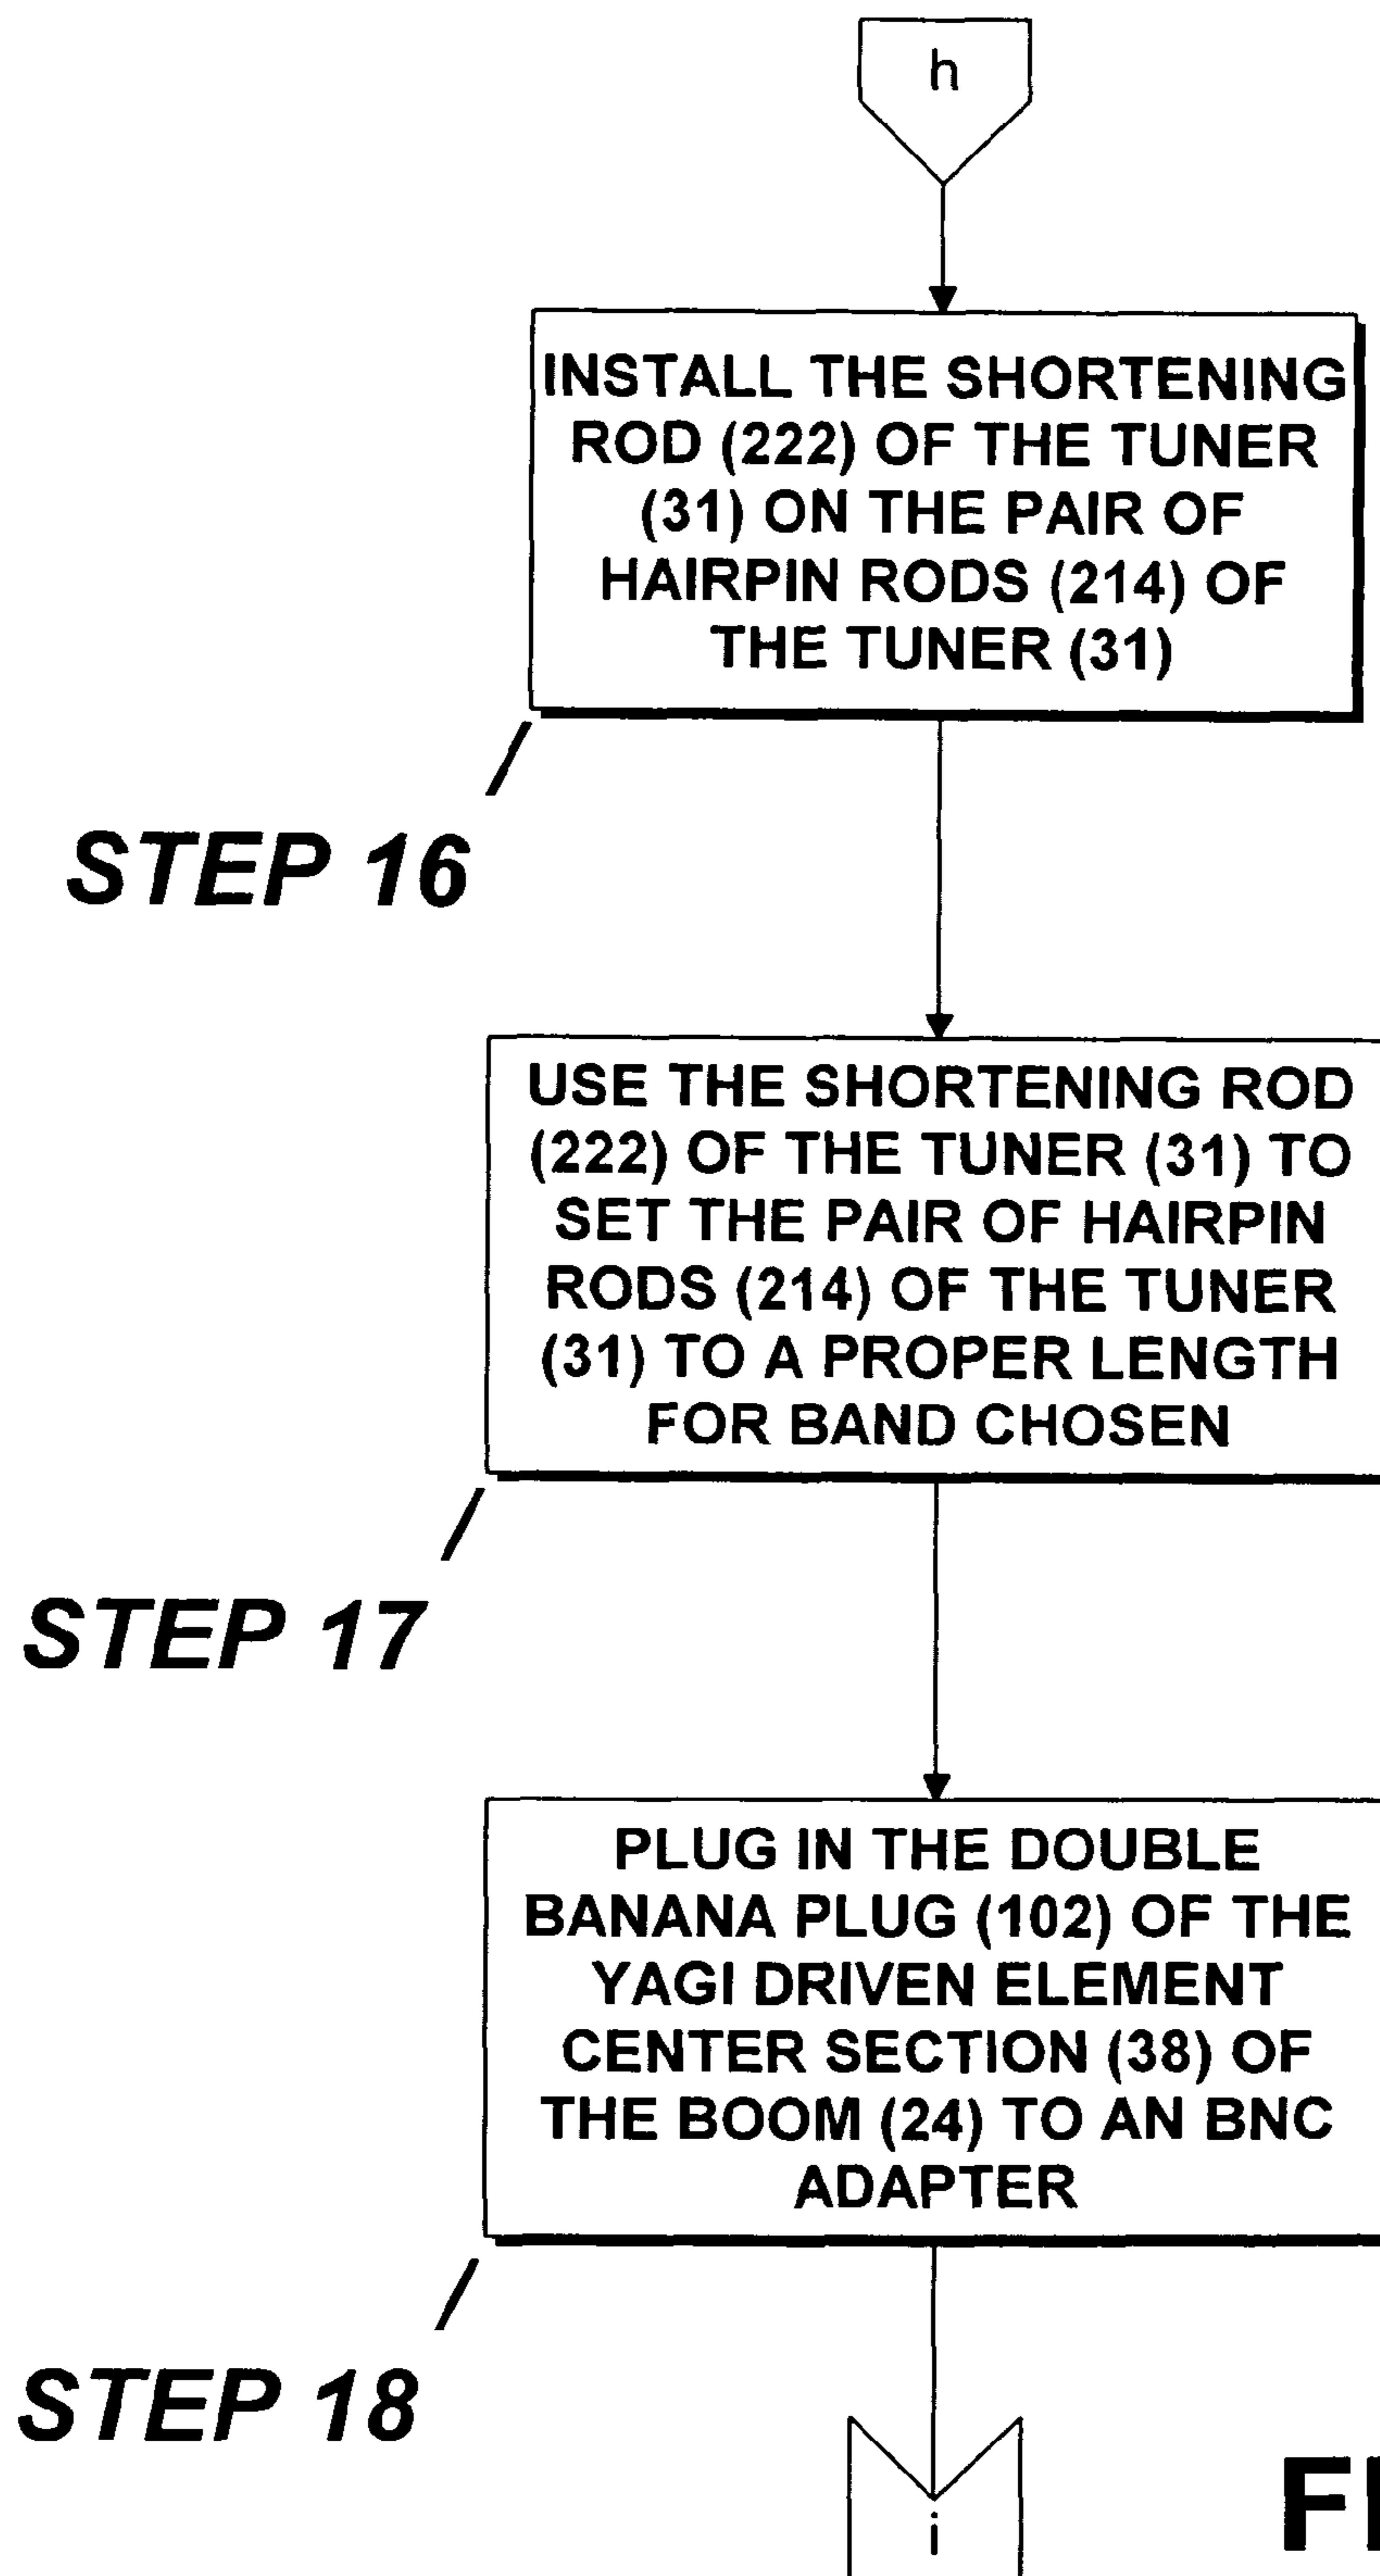 h
INSTALL THE SHORTENING
ROD (222) OF THE TUNER
(31) ON THE PAIR OF
HAIRPIN RODS (214) OF
THE TUNER (31)
STEP 16
USE THE SHORTENING ROD
(222) OF THE TUNER (31) TO
SET THE PAIR OF HAIRPIN
RODS (214) OF THE TUNER
(31) TO A PROPER LENGTH
FOR BAND CHOSEN
STEP 17
PLUG IN THE DOUBLE
BANANA PLUG (102) OF THE
YAGI DRIVEN ELEMENT
CENTER SECTION (38) OF
THE BOOM (24) TO AN BNC
ADAPTER
STEP 18
i